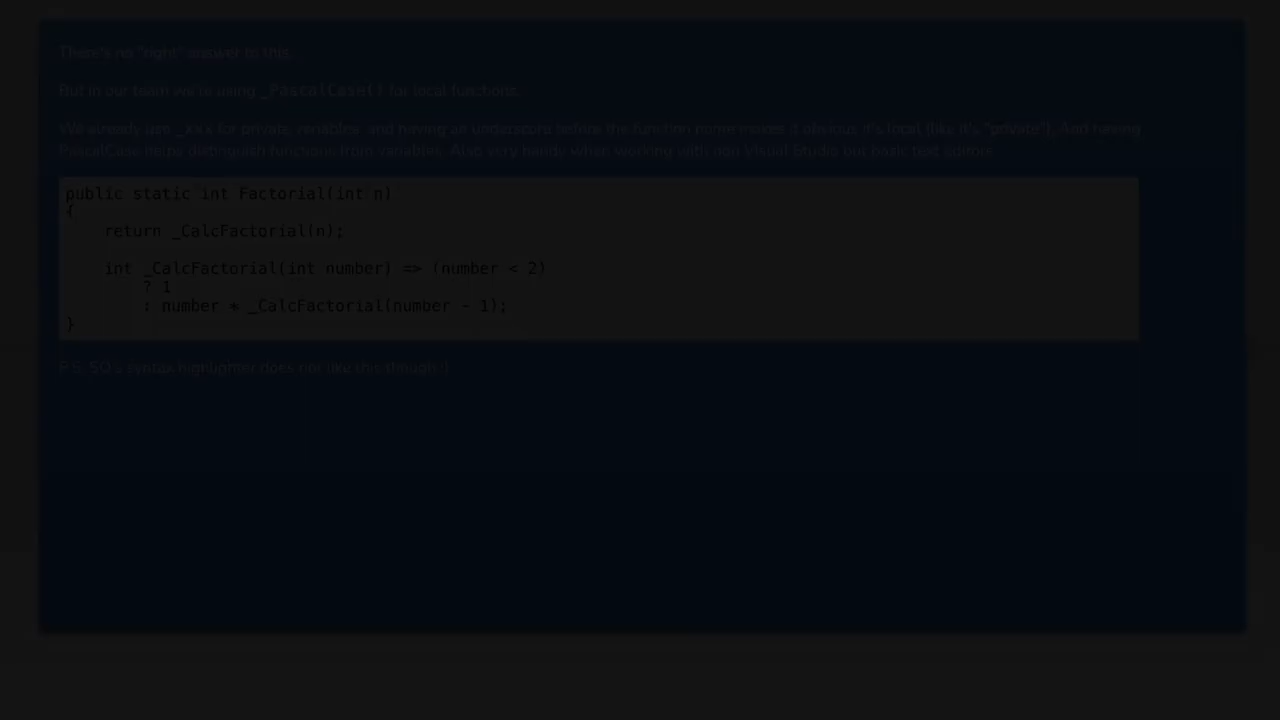 There's no "right" answer to this.
But in our team we're using _PascalCase() for local functions.
We already use _xxx for private variables, and having an underscore before the function name makes it obvious it's local (like it's "private"). And having
PascalCase helps distinguish functions from variables. Also very handy when working with non Visual Studio but basic text editors.
public static int Factorial(int n)
{
    return _CalcFactorial(n);
    int _CalcFactorial(int number) => (number < 2)
        ? 1
        : number * _CalcFactorial(number - 1);
}
P.S. SO's syntax highlighter does not like this though :)